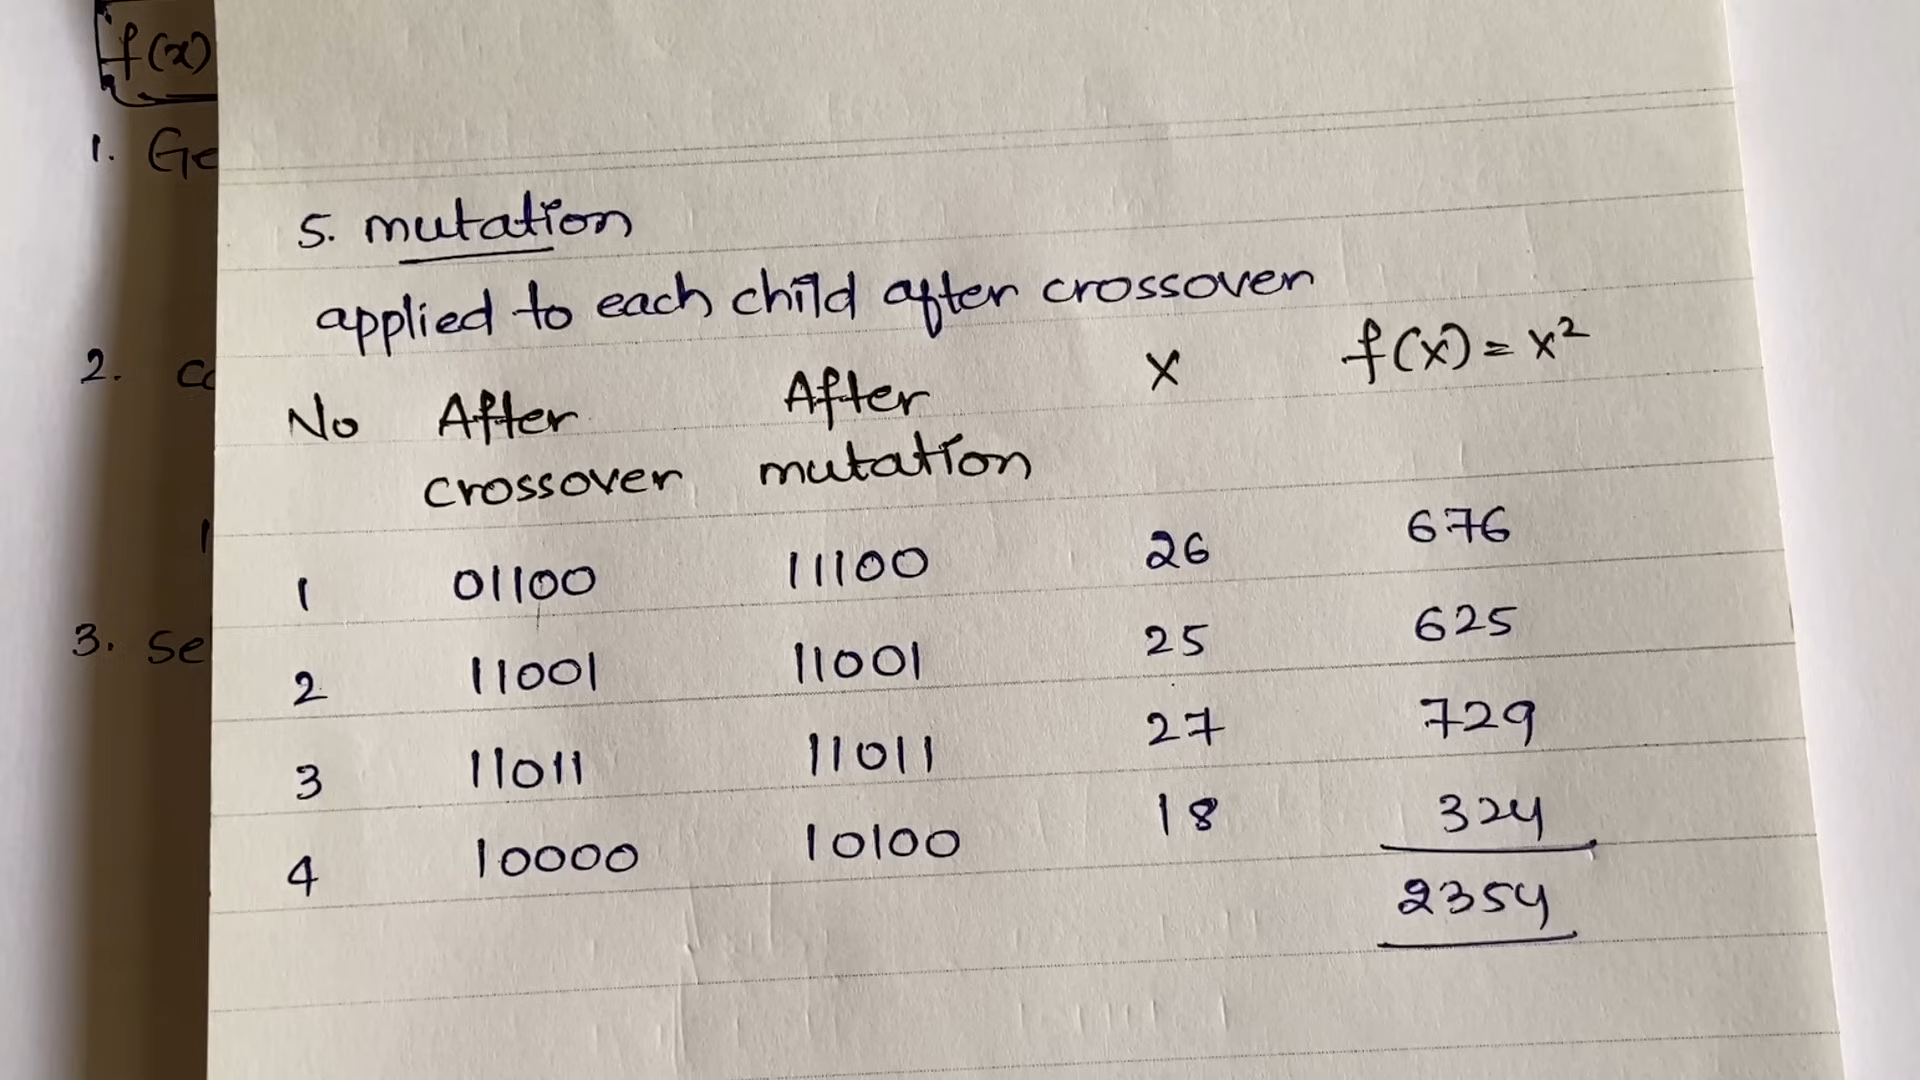 f(x)
1. Ge
2. co
3. Se
5. mutation
applied to each child after crossover
No After crossover After mutation X f(x) = x²
1 01100 11100 26 676
2 11001 11001 25 625
3 11011 11011 27 729
4 10000 10100 18 324
2354